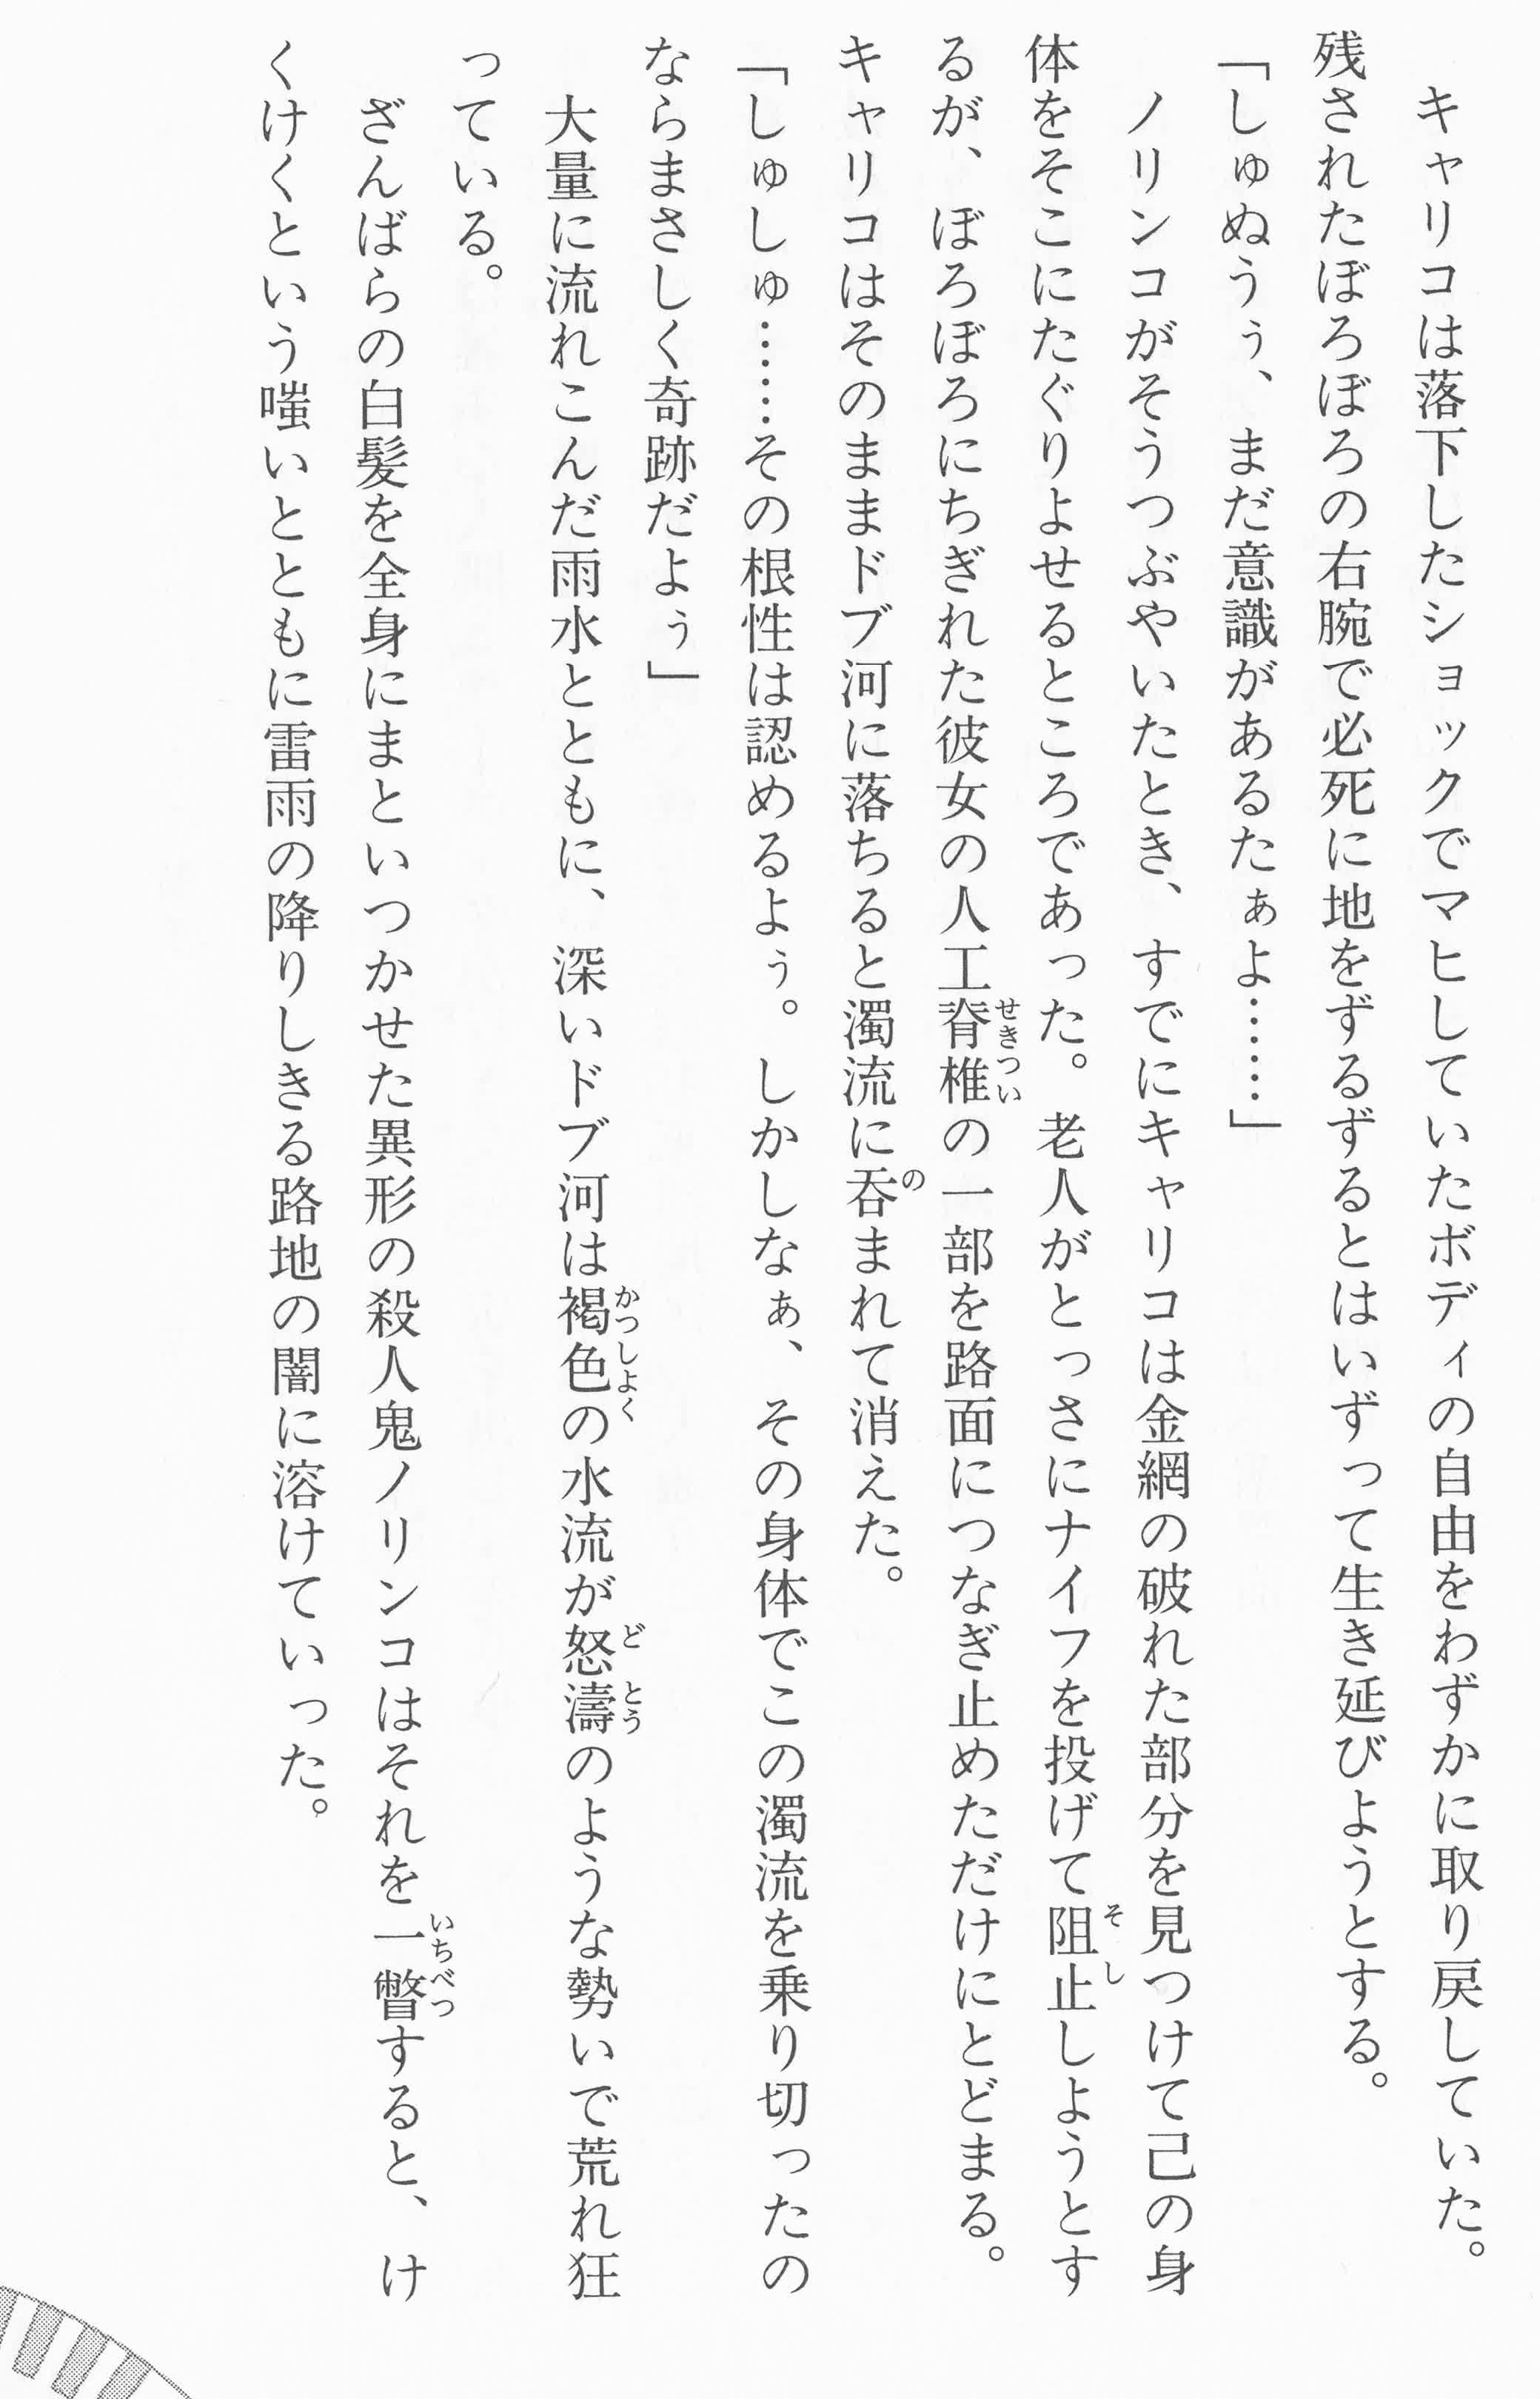 キャリコは落下したショックでマヒしていたボディの自由をわずかに取り戻していた。
残されたぼろぼろの右腕で必死に地をずるずるとはいずって生き延びようとする。
「しゅぬうぅ、まだ意識があるたぁよ……」
ノリンコがそうつぶやいたとき、すでにキャリコは金網の破れた部分を見つけて己の身
体をそこにたぐりよせるところであった。老人がとっさにナイフを投げて阻止しようとす
るが、ぼろぼろにちぎれた彼女の人工脊椎の一部を路面につなぎ止めただけにとどまる。
キャリコはそのままドブ河に落ちると濁流に呑まれて消えた。
「しゅしゅ……その根性は認めるよぅ。しかしなぁ、その身体でこの濁流を乗り切ったの
ならまさしく奇跡だよぅ」
大量に流れこんだ雨水とともに、深いドブ河は褐色の水流が怒濤のような勢いで荒れ狂
っている。
ざんばらの白髪を全身にまといつかせた異形の殺人鬼ノリンコはそれを一瞥すると、け
くけくという嗤いとともに雷雨の降りしきる路地の闇に溶けていった。